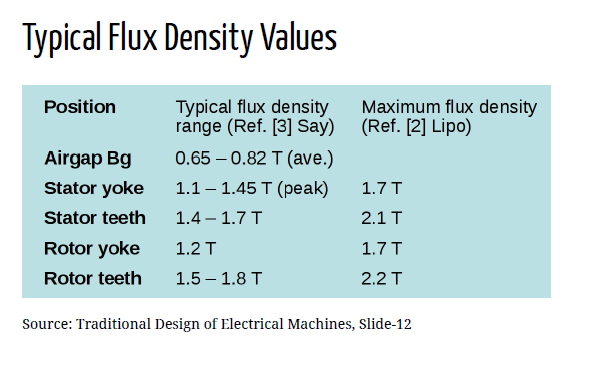 Typical Flux Density Values
Position Typical flux density Maximum flux density
range (Ref. [3] Say) (Ref. [2] Lipo)
Airgap Bg 0.65 – 0.82 T (ave.)
Stator yoke 1.1 – 1.45 T (peak) 1.7 T
Stator teeth 1.4 – 1.7 T 2.1 T
Rotor yoke 1.2 T 1.7 T
Rotor teeth 1.5 – 1.8 T 2.2 T
Source: Traditional Design of Electrical Machines, Slide-12